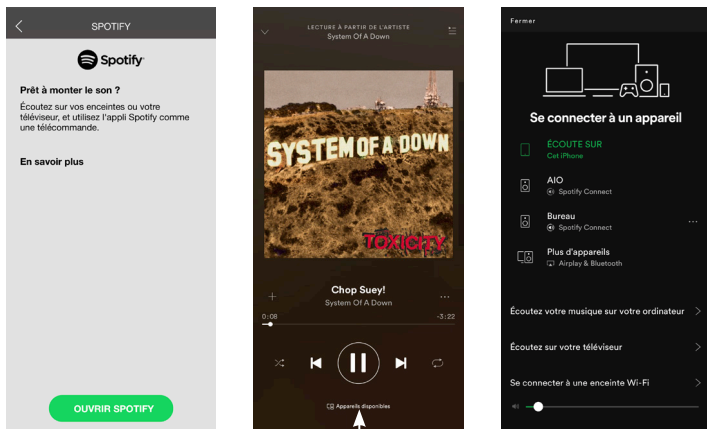 SPOTIFY
Spotify
Prêt à monter le son ?
Écoutez sur vos enceintes ou votre
téléviseur, et utilisez l'appli Spotify comme
une télécommande.
En savoir plus
OUVRIR SPOTIFY
LECTURE À PARTIR DE L'ARTISTE
System Of A Down
SYSTEM OF A DOWN
TOXICITY
Chop Suey!
System Of A Down
0:08
-3:22
Appareils disponibles
Fermer
Se connecter à un appareil
ÉCOUTE SUR
Cet iPhone
AIO
Spotify Connect
Bureau
Spotify Connect
Plus d'appareils
Airplay & Bluetooth
Écoutez votre musique sur votre ordinateur
Écoutez sur votre téléviseur
Se connecter à une enceinte Wi-Fi